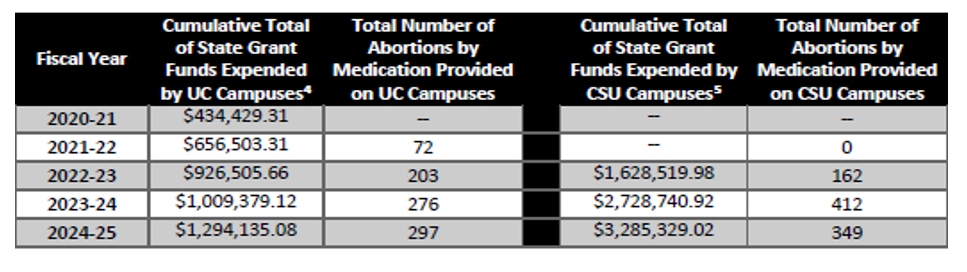 Fiscal Year | Cumulative Total of State Grant Funds Expended by UC Campuses⁴ | Total Number of Abortions by Medication Provided on UC Campuses | Cumulative Total of State Grant Funds Expended by CSU Campuses⁵ | Total Number of Abortions by Medication Provided on CSU Campuses
2020-21 | $434,429.31 | -- | -- | --
2021-22 | $656,503.31 | 72 | -- | 0
2022-23 | $926,505.66 | 203 | $1,628,519.98 | 162
2023-24 | $1,009,379.12 | 276 | $2,728,740.92 | 412
2024-25 | $1,294,135.08 | 297 | $3,285,329.02 | 349